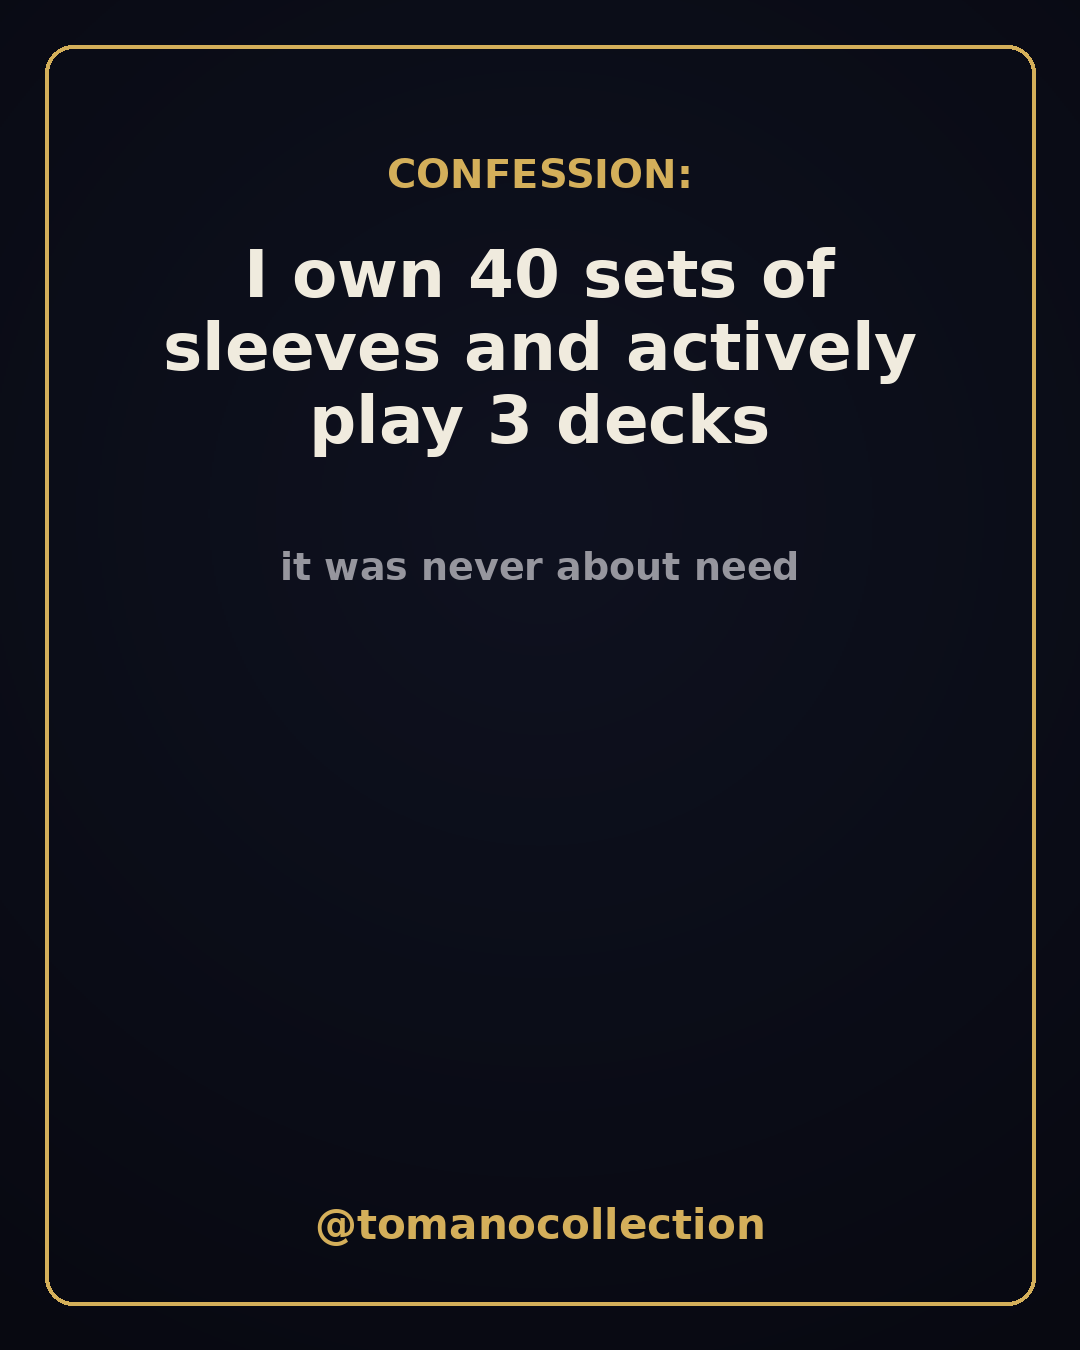 CONFESSION:
I own 40 sets of
sleeves and actively
play 3 decks
it was never about need
@tomanocollection